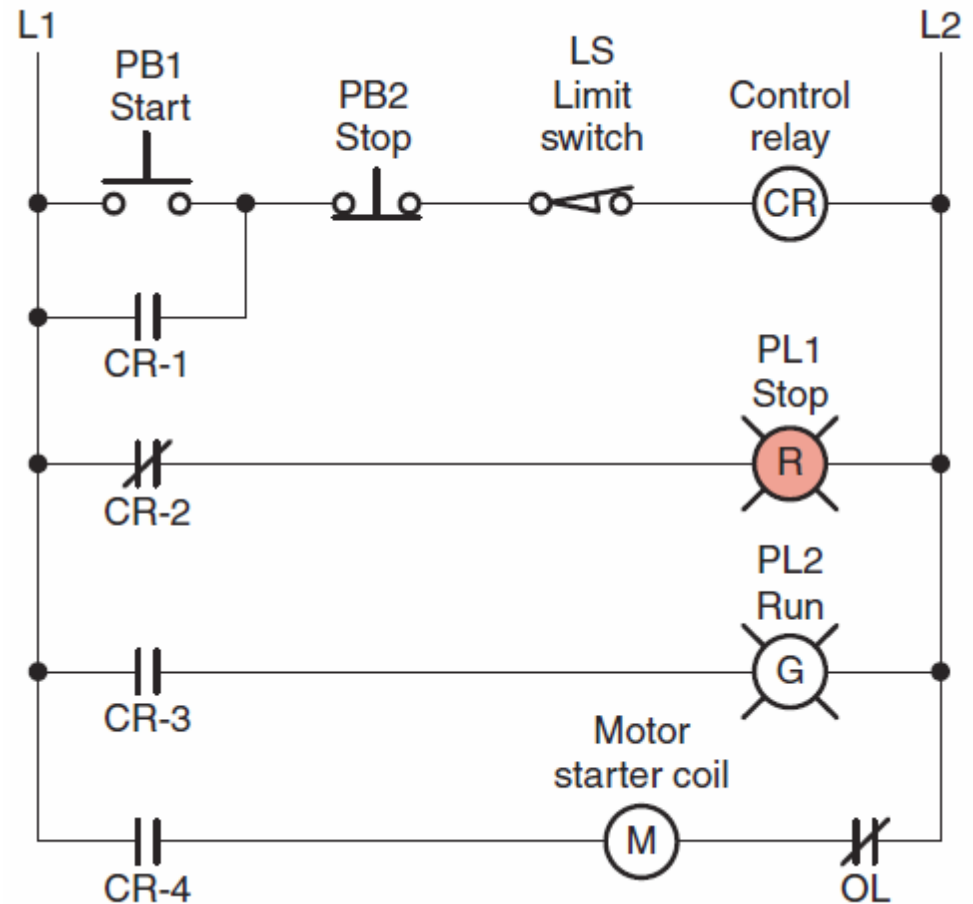 L1
L2
PB1
Start
PB2
Stop
LS
Limit
switch
Control
relay
CR
CR-1
PL1
Stop
R
CR-2
PL2
Run
G
CR-3
Motor
starter coil
M
CR-4
OL